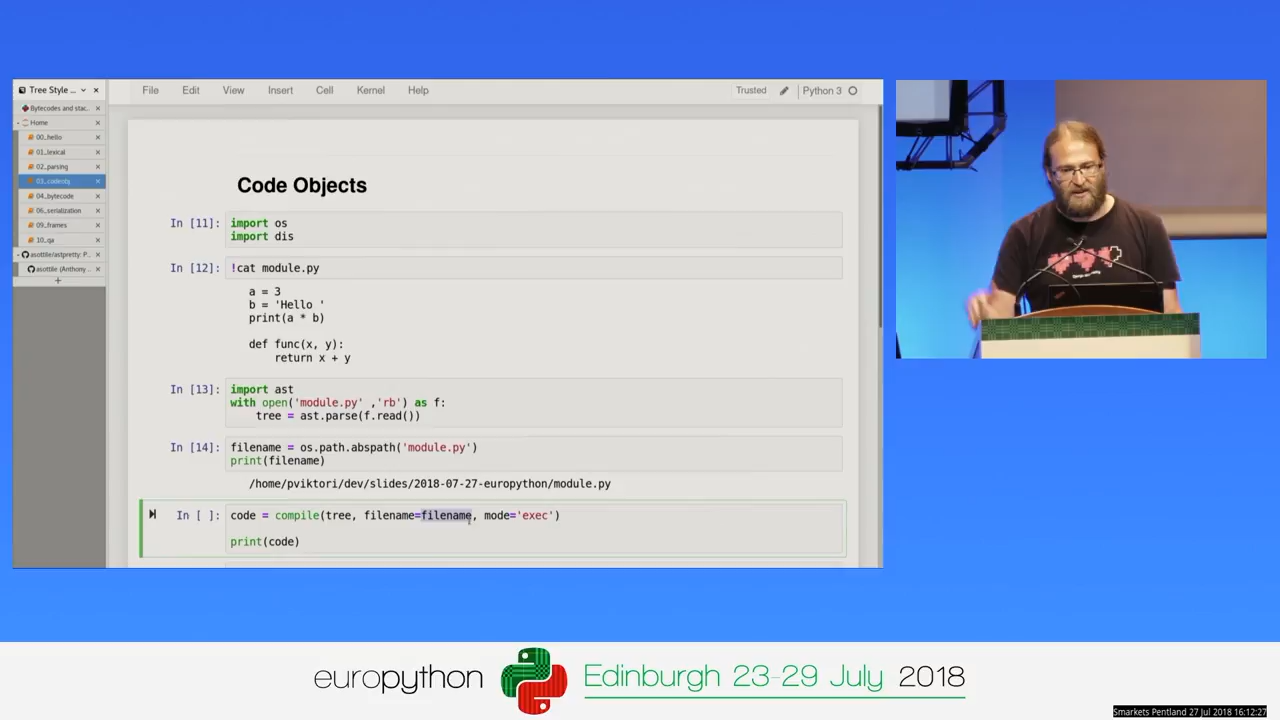 Tree Style ...
Bytecodes and stac
Home
00_hello
01_lexical
02_parsing
03_codeobj
04_bytecode
06_serialization
09_frames
10_qa
asottile/astpretty: P
asottile (Anthony
File Edit View Insert Cell Kernel Help Trusted Python 3
Code Objects
In [11]: import os
import dis
In [12]: !cat module.py
a = 3
b = 'Hello '
print(a * b)
def func(x, y):
return x + y
In [13]: import ast
with open('module.py' ,'rb') as f:
tree = ast.parse(f.read())
In [14]: filename = os.path.abspath('module.py')
print(filename)
/home/pviktori/dev/slides/2018-07-27-europython/module.py
In [ ]: code = compile(tree, filename=filename, mode='exec')
print(code)
europython Edinburgh 23-29 July 2018
Smarkets Pentland 27 Jul 2018 16:12:27